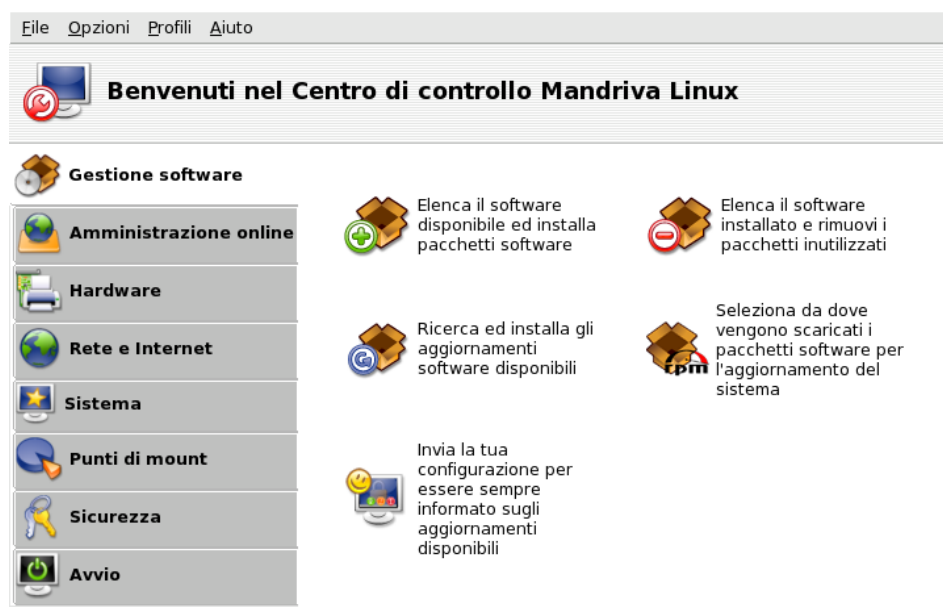 File Opzioni Profili Aiuto
Benvenuti nel Centro di controllo Mandriva Linux
Gestione software
Amministrazione online
Hardware
Rete e Internet
Sistema
Punti di mount
Sicurezza
Avvio
Elenca il software
disponibile ed installa
pacchetti software
Elenca il software
installato e rimuovi i
pacchetti inutilizzati
Ricerca ed installa gli
aggiornamenti
software disponibili
Seleziona da dove
vengono scaricati i
pacchetti software per
l'aggiornamento del
sistema
rpm
Invia la tua
configurazione per
essere sempre
informato sugli
aggiornamenti
disponibili